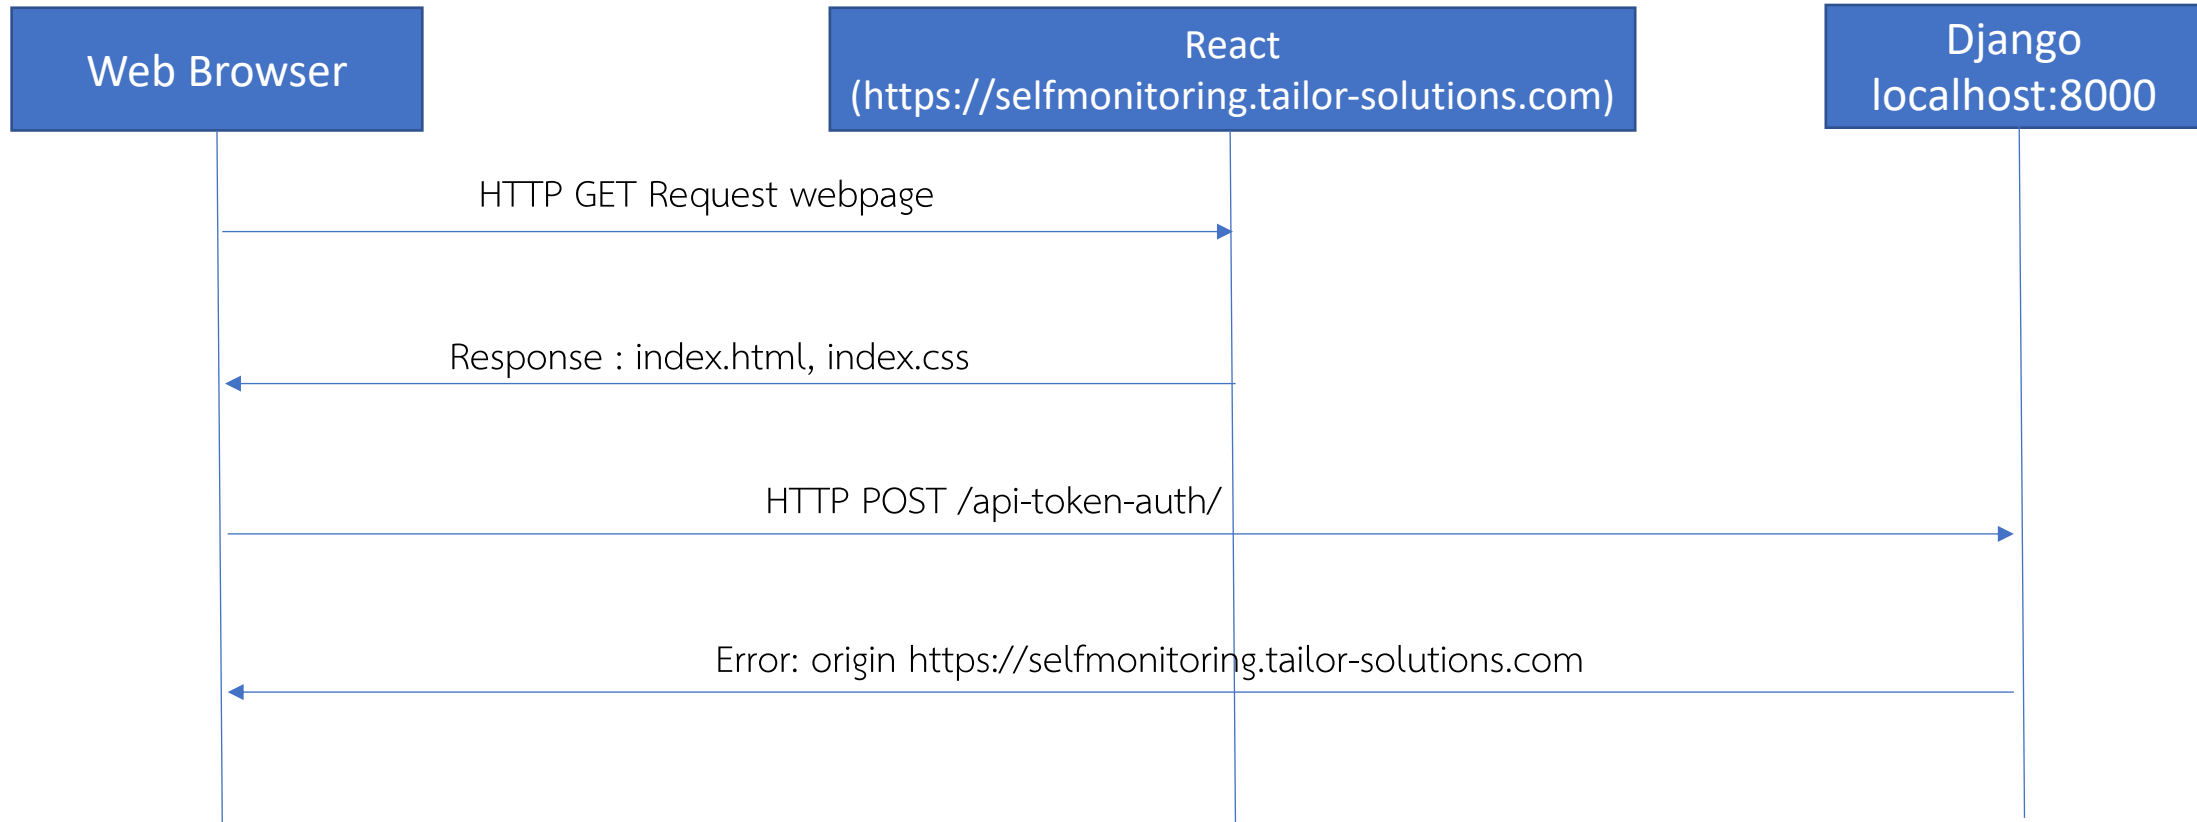 Web Browser
React
(https://selfmonitoring.tailor-solutions.com)
Django
localhost:8000
HTTP GET Request webpage
Response : index.html, index.css
HTTP POST /api-token-auth/
Error: origin https://selfmonitoring.tailor-solutions.com